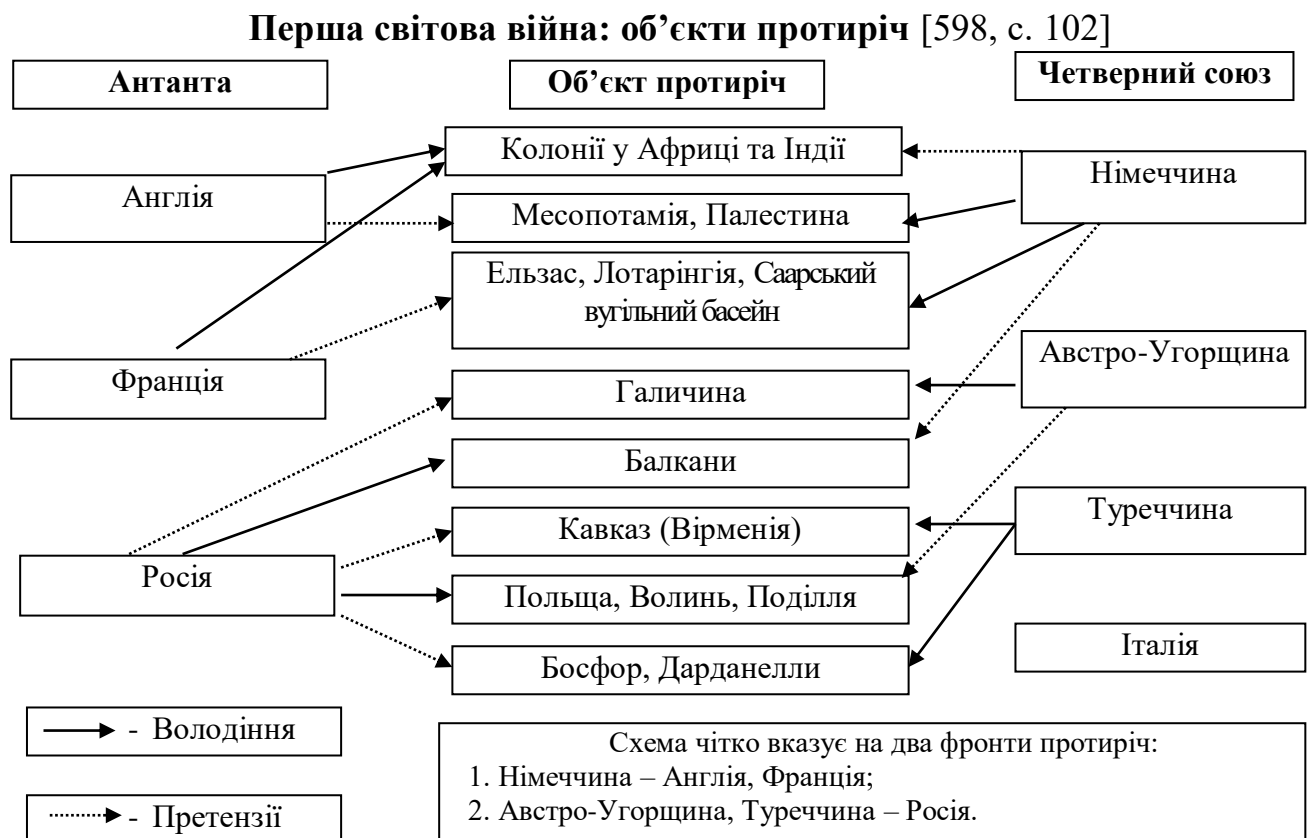 Перша світова війна: об’єкти протиріч [598, с. 102]
Антанта
Об’єкт протиріч
Четверний союз
Колонії у Африці та Індії
Англія
Німеччина
Месопотамія, Палестина
Ельзас, Лотарінгія, Саарський
вугільний басейн
Франція
Австро-Угорщина
Галичина
Балкани
Туреччина
Кавказ (Вірменія)
Росія
Польща, Волинь, Поділля
Італія
Босфор, Дарданелли
- Володіння
- Претензії
Схема чітко вказує на два фронти протиріч:
1. Німеччина – Англія, Франція;
2. Австро-Угорщина, Туреччина – Росія.